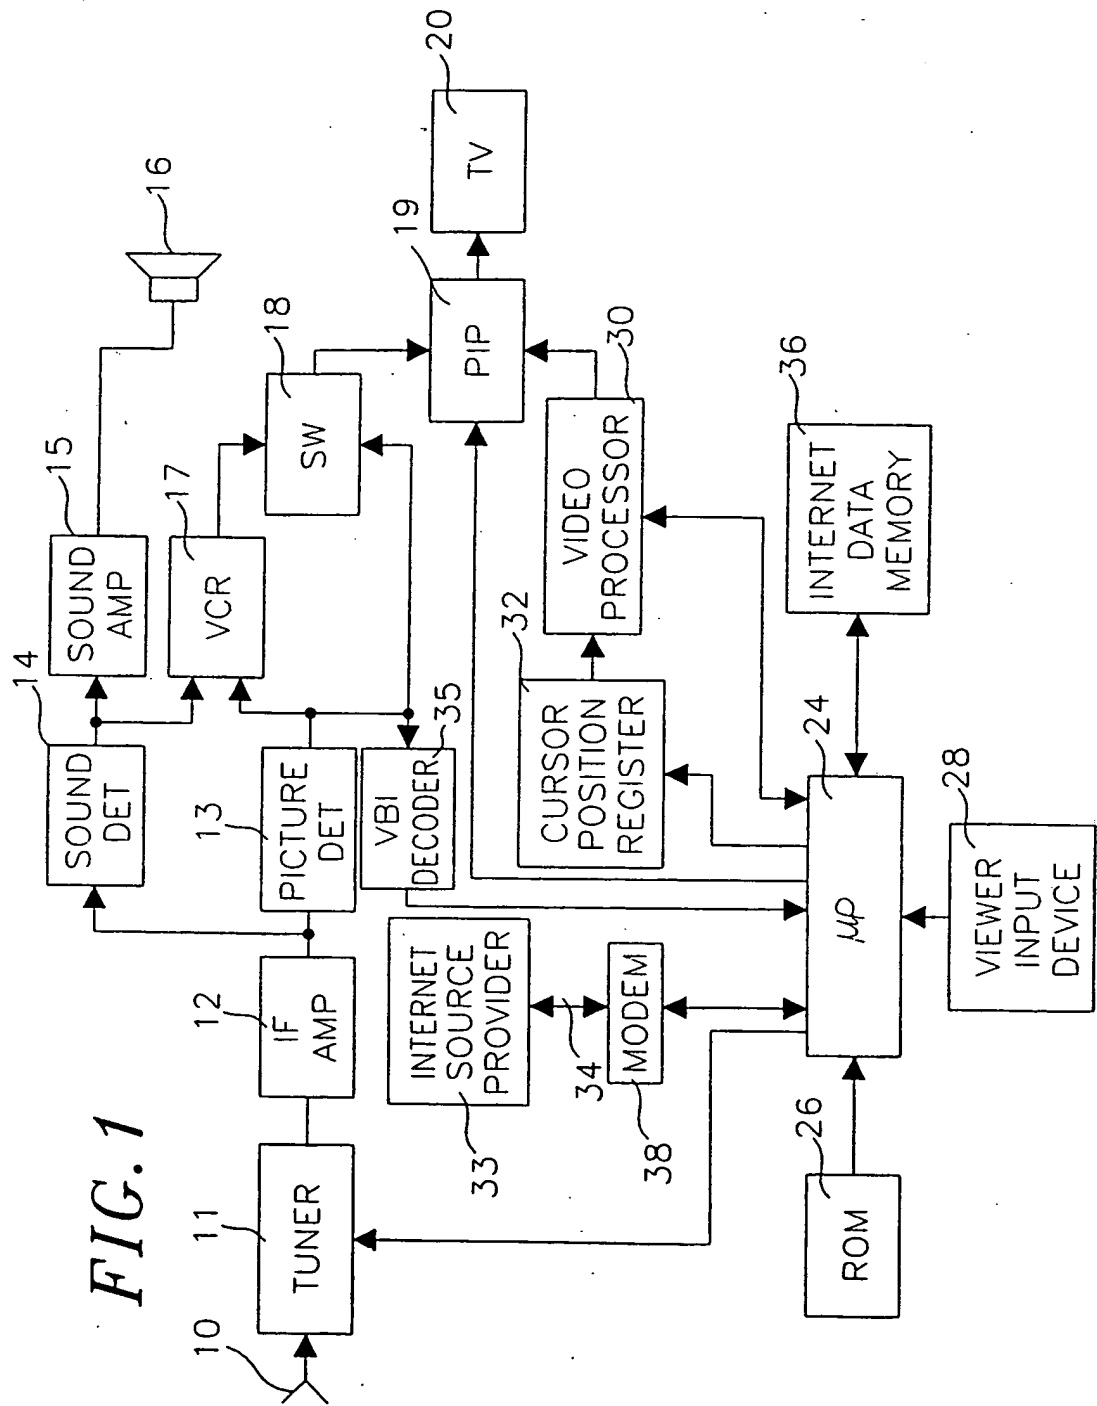 FIG. 1
10
11
TUNER
12
IF
AMP
13
PICTURE
DET
14
SOUND
DET
15
SOUND
AMP
16
17
VCR
18
SW
19
PIP
20
TV
35
VBI
DECODER
33
INTERNET
SOURCE
PROVIDER
34
38
MODEM
32
CURSOR
POSITION
REGISTER
30
VIDEO
PROCESSOR
36
INTERNET
DATA
MEMORY
24
μP
26
ROM
28
VIEWER
INPUT
DEVICE